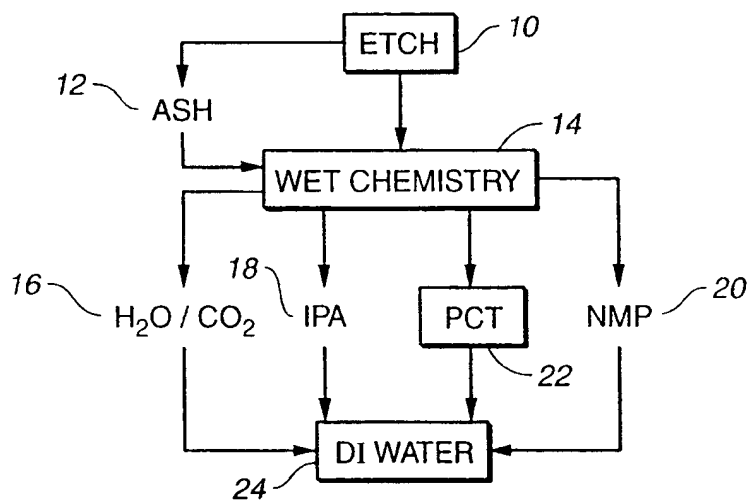 ETCH
10
12
ASH
14
WET CHEMISTRY
16
H₂O / CO₂
18
IPA
PCT
22
NMP
20
DI WATER
24